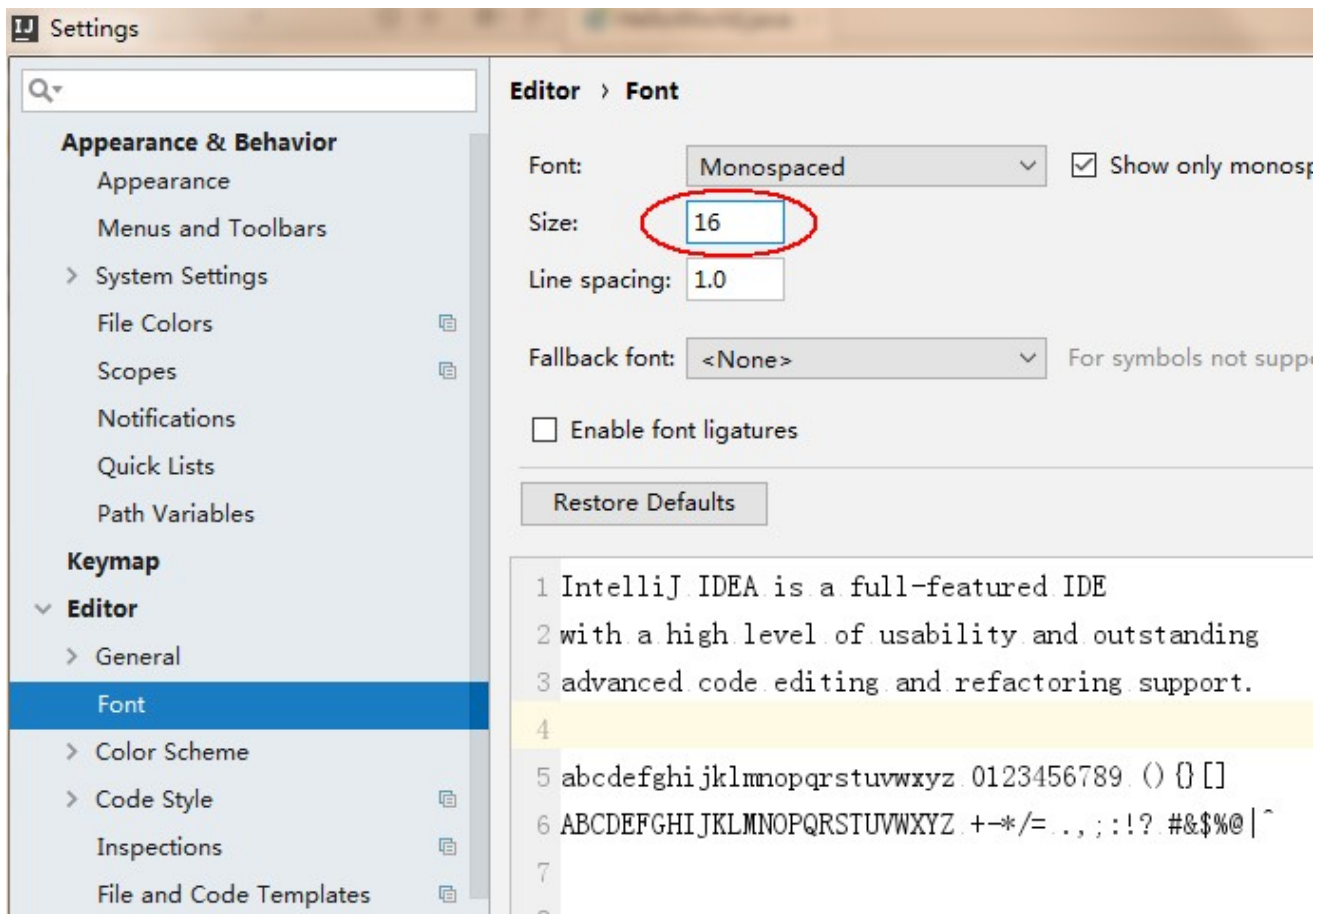 Settings
Appearance & Behavior
Appearance
Menus and Toolbars
System Settings
File Colors
Scopes
Notifications
Quick Lists
Path Variables
Keymap
Editor
General
Font
Color Scheme
Code Style
Inspections
File and Code Templates
Editor › Font
Font: Monospaced Show only monosp
Size: 16
Line spacing: 1.0
Fallback font: <None> For symbols not supp
Enable font ligatures
Restore Defaults
1 IntelliJ IDEA is a full-featured IDE
2 with a high level of usability and outstanding
3 advanced code editing and refactoring support.
4
5 abcdefghijklmnopqrstuvwxyz 0123456789 (){}[]
6 ABCDEFGHIJKLMNOPQRSTUVWXYZ +-*/= .,;:!? #&$%@|^
7